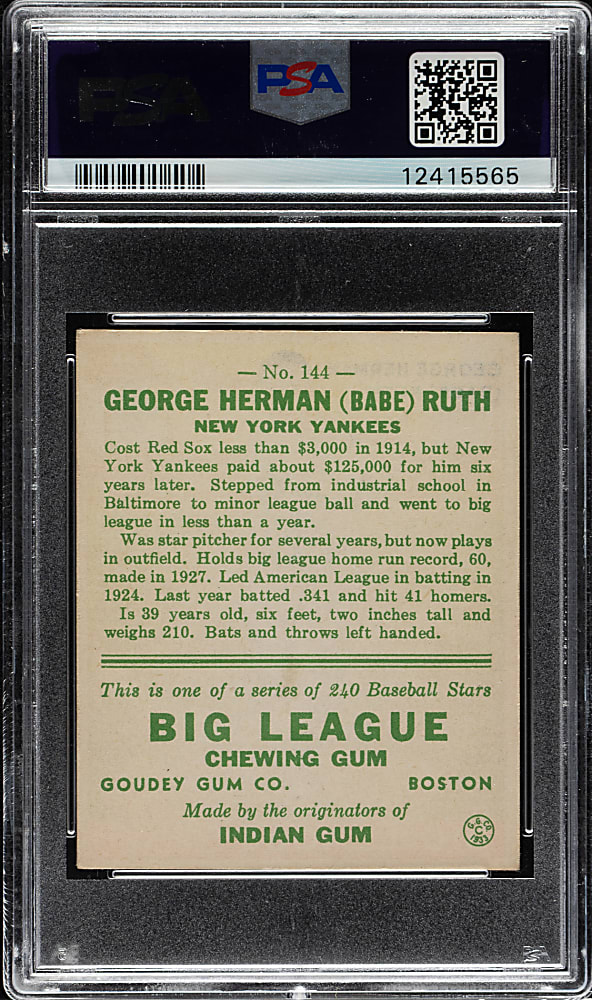 PSA
PSA
12415565
— No. 144 —
GEORGE HERMAN (BABE) RUTH
NEW YORK YANKEES
Cost Red Sox less than $3,000 in 1914, but New
York Yankees paid about $125,000 for him six
years later. Stepped from industrial school in
Baltimore to minor league ball and went to big
league in less than a year.
Was star pitcher for several years, but now plays
in outfield. Holds big league home run record, 60,
made in 1927. Led American League in batting in
1924. Last year batted .341 and hit 41 homers.
Is 39 years old, six feet, two inches tall and
weighs 210. Bats and throws left handed.
This is one of a series of 240 Baseball Stars
BIG LEAGUE
CHEWING GUM
GOUDEY GUM CO. BOSTON
Made by the originators of
INDIAN GUM
G. G. CO.
C
1933